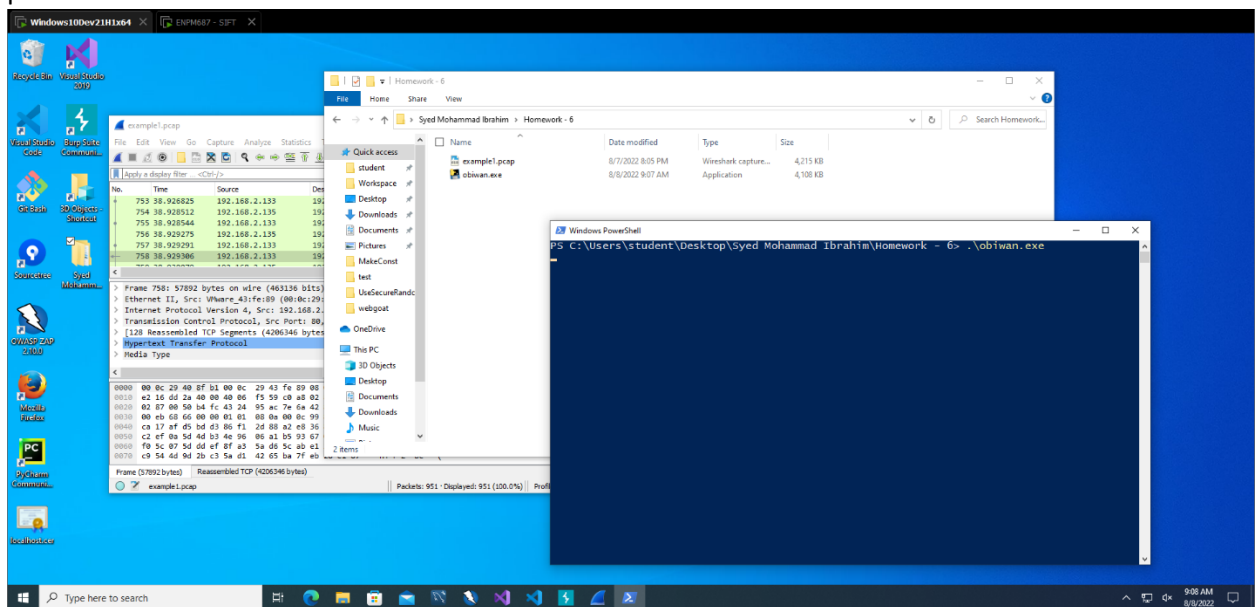 Windows10Dev21H1x64
ENPM687 - SIFT
Recycle Bin
Visual Studio
2019
Visual Studio
Code
Burp Suite
Communi...
Git Bash
3D Objects -
Shortcut
Sourcetree
Syed
Mohamm...
OWASP ZAP
2.10.0
Mozilla
Firefox
PyCharm
Communi...
localhost.cer
example1.pcap
File Edit View Go Capture Analyze Statistics
Apply a display filter ... <Ctrl-/>
No. Time Source Des
753 38.926825 192.168.2.133 192
754 38.928512 192.168.2.135 192
755 38.928544 192.168.2.133 192
756 38.929275 192.168.2.135 192
757 38.929291 192.168.2.133 192
758 38.929306 192.168.2.133 192
> Frame 758: 57892 bytes on wire (463136 bits)
> Ethernet II, Src: VMware_43:fe:89 (00:0c:29:
> Internet Protocol Version 4, Src: 192.168.2.
> Transmission Control Protocol, Src Port: 80,
> [128 Reassembled TCP Segments (4206346 bytes
> Hypertext Transfer Protocol
> Media Type
0000 00 0c 29 40 8f b1 00 0c 29 43 fe 89 08
0010 e2 16 dd 2a 40 00 40 06 f5 59 c0 a8 02
0020 02 87 00 50 b4 fc 43 24 95 ac 7e 6a 42
0030 00 eb 68 66 00 00 01 01 08 0a 00 0c 99
0040 ca 17 af d5 bd d3 86 f1 2d 88 a2 e8 36
0050 c2 ef 0a 5d 4d b3 4e 96 06 a1 b5 93 67
0060 f0 5c 07 5d dd ef 8f a3 5a d6 5c ab e1
0070 c9 54 4d 9d 2b c3 5a d1 42 65 ba 7f eb
Frame (57892 bytes) Reassembled TCP (4206346 bytes)
example1.pcap Packets: 951 · Displayed: 951 (100.0%) Profi
Homework - 6
File Home Share View
Syed Mohammad Ibrahim > Homework - 6
Search Homework...
Name Date modified Type Size
example1.pcap 8/7/2022 8:05 PM Wireshark capture... 4,215 KB
obiwan.exe 8/8/2022 9:07 AM Application 4,108 KB
Quick access
student
Workspace
Desktop
Downloads
Documents
Pictures
MakeConst
test
UseSecureRandc
webgoat
OneDrive
This PC
3D Objects
Desktop
Documents
Downloads
Music
2 items
Windows PowerShell
PS C:\Users\student\Desktop\Syed Mohammad Ibrahim\Homework - 6> .\obiwan.exe
Type here to search
9:08 AM
8/8/2022